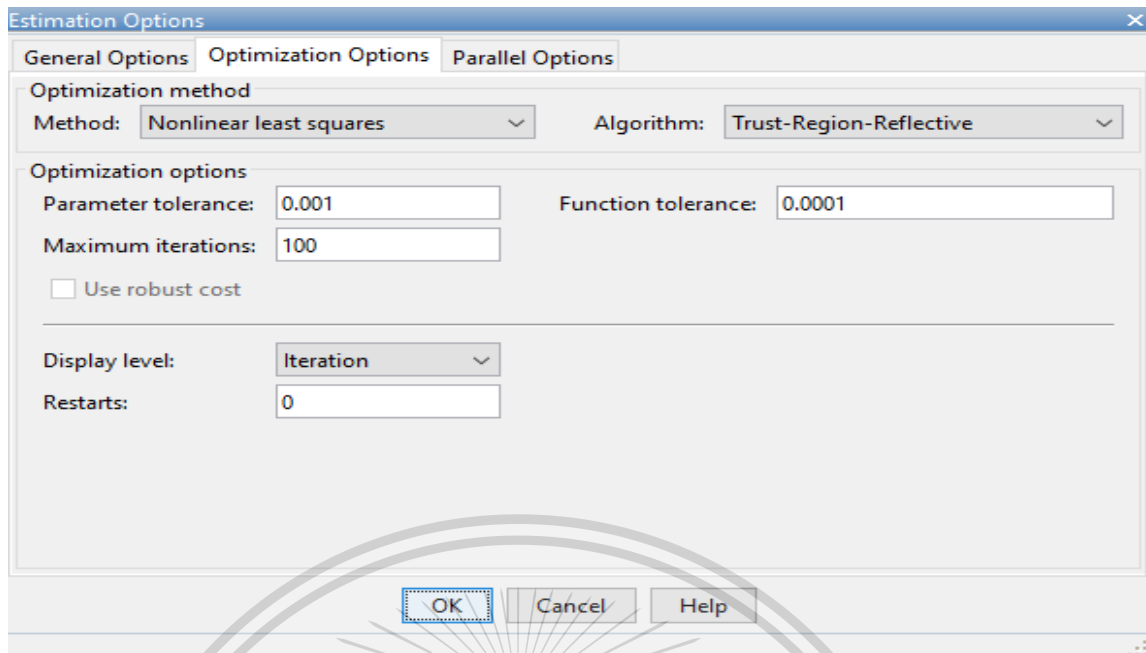 Estimation Options
General Options Optimization Options Parallel Options
Optimization method
Method: Nonlinear least squares Algorithm: Trust-Region-Reflective
Optimization options
Parameter tolerance: 0.001 Function tolerance: 0.0001
Maximum iterations: 100
Use robust cost
Display level: Iteration
Restarts: 0
OK Cancel Help